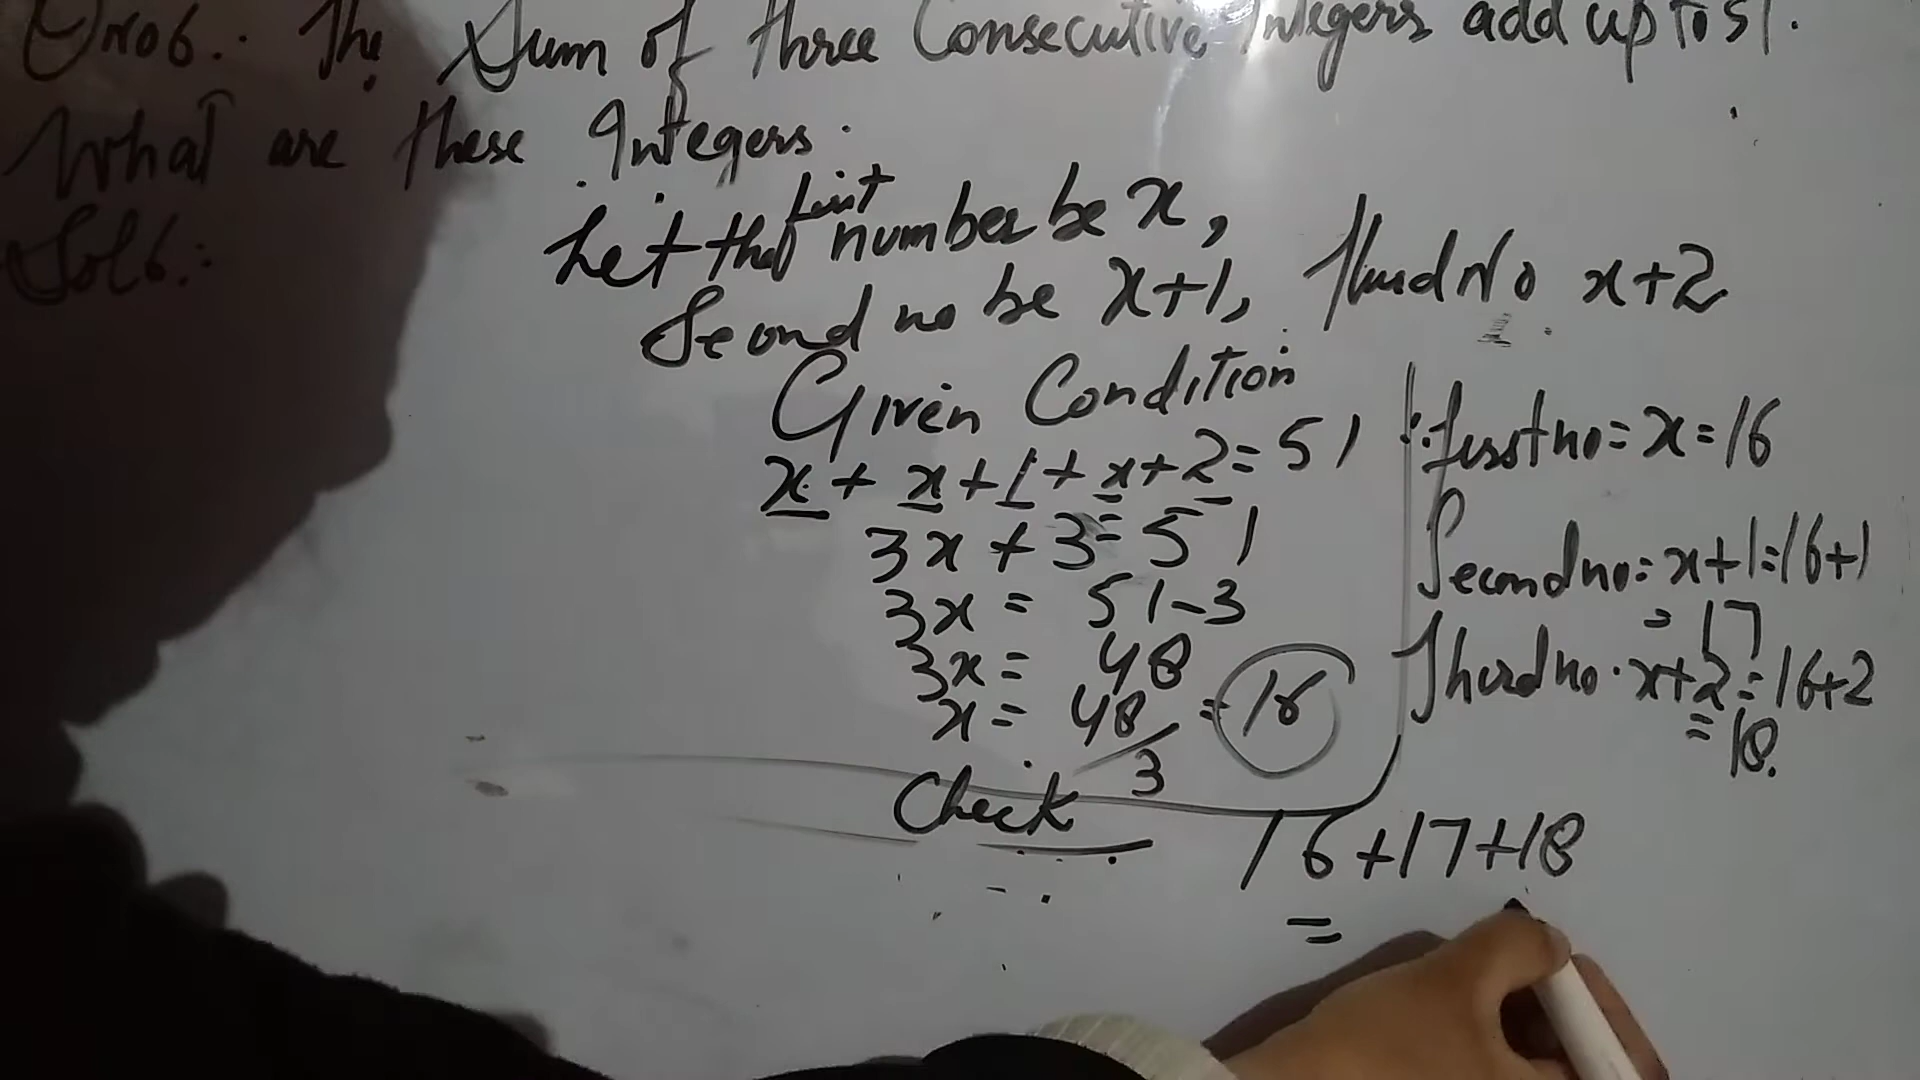 Qno6.: The Sum of three Consecutive Integers add up to 51.
What are these Integers.
Sol6.:
Let the first number be x,
Second no be x+1, Third No x+2
Given Condition
x + x +1 + x+2 = 51
3x + 3 = 51
3x = 51-3
3x = 48
x = 48/3 = 16
∴ first no = x = 16
Second no = x+1 = 16+1
= 17
Third no. x+2 = 16+2
= 18.
Check
16+17+18
=